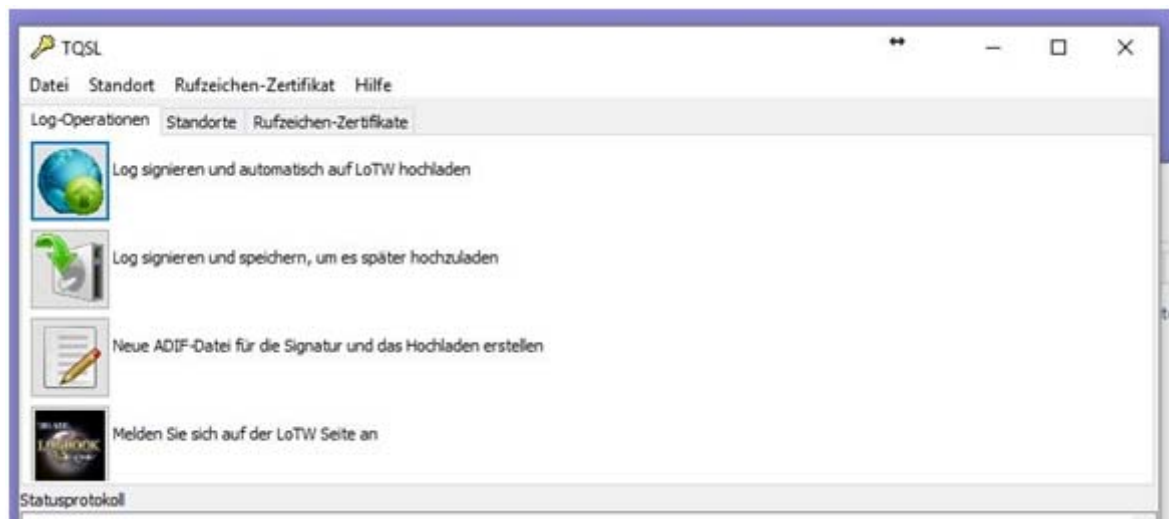 TQSL
Datei Standort Rufzeichen-Zertifikat Hilfe
Log-Operationen Standorte Rufzeichen-Zertifikate
Log signieren und automatisch auf LoTW hochladen
Log signieren und speichern, um es später hochzuladen
Neue ADIF-Datei für die Signatur und das Hochladen erstellen
LOGBOOK
Melden Sie sich auf der LoTW Seite an
Statusprotokoll